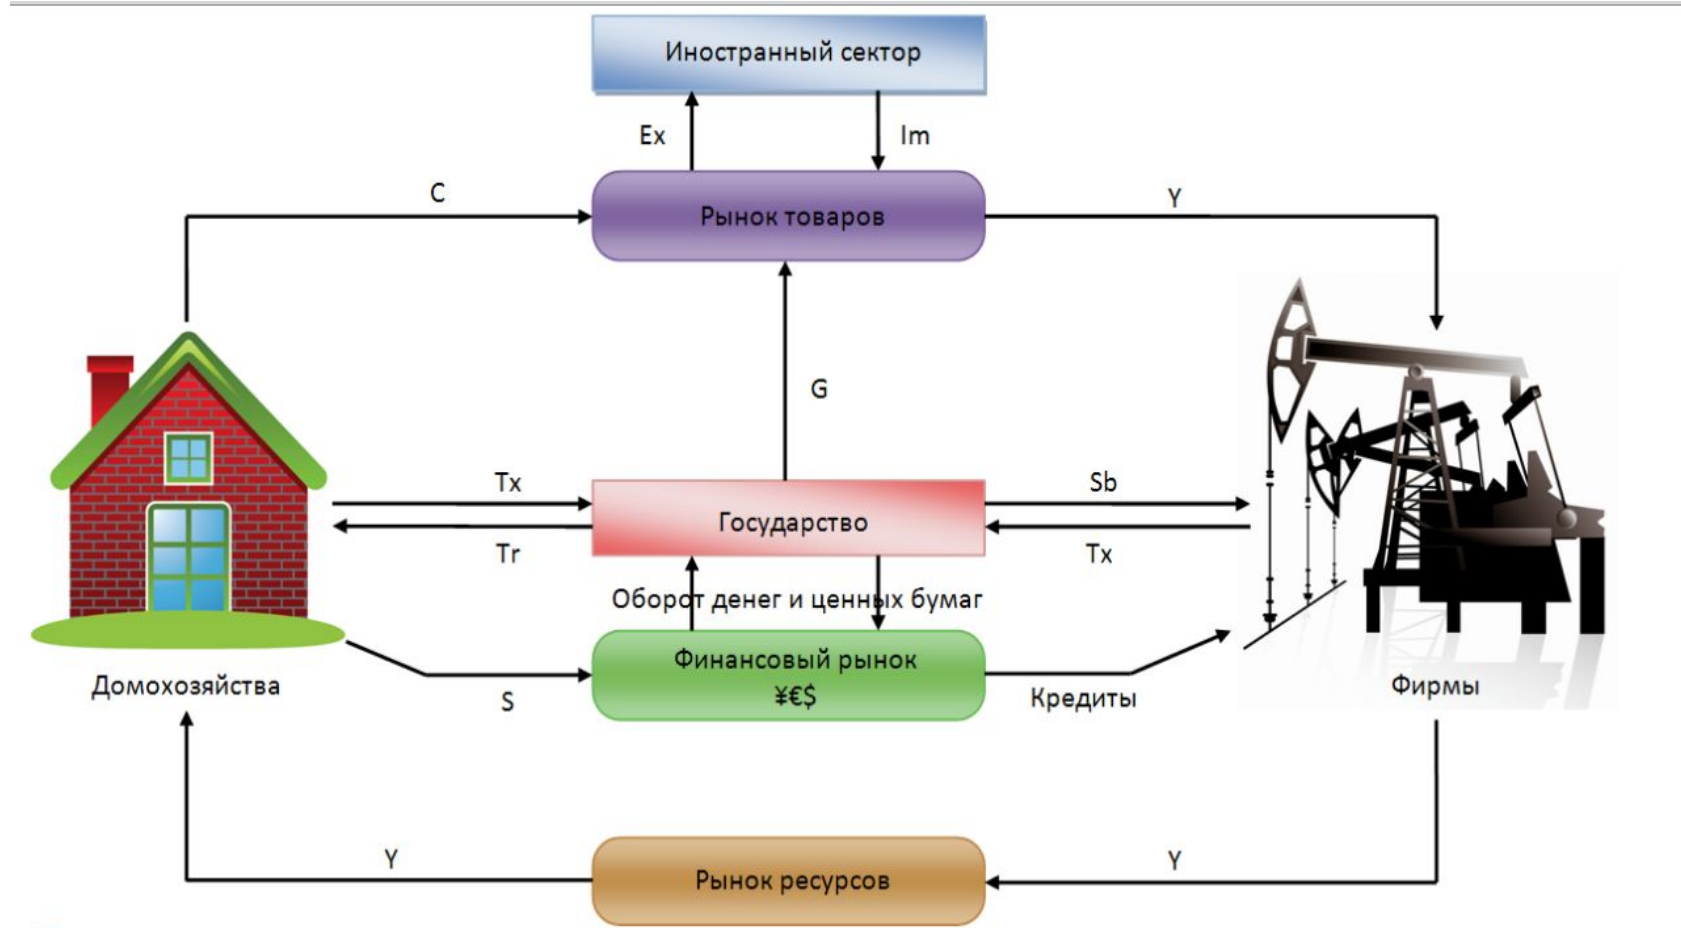 Иностранный сектор
Ex
Im
C
Рынок товаров
Y
G
Tx
Sb
Государство
Tr
Tx
Оборот денег и ценных бумаг
Финансовый рынок
¥€$
S
Кредиты
Домохозяйства
Фирмы
Y
Рынок ресурсов
Y